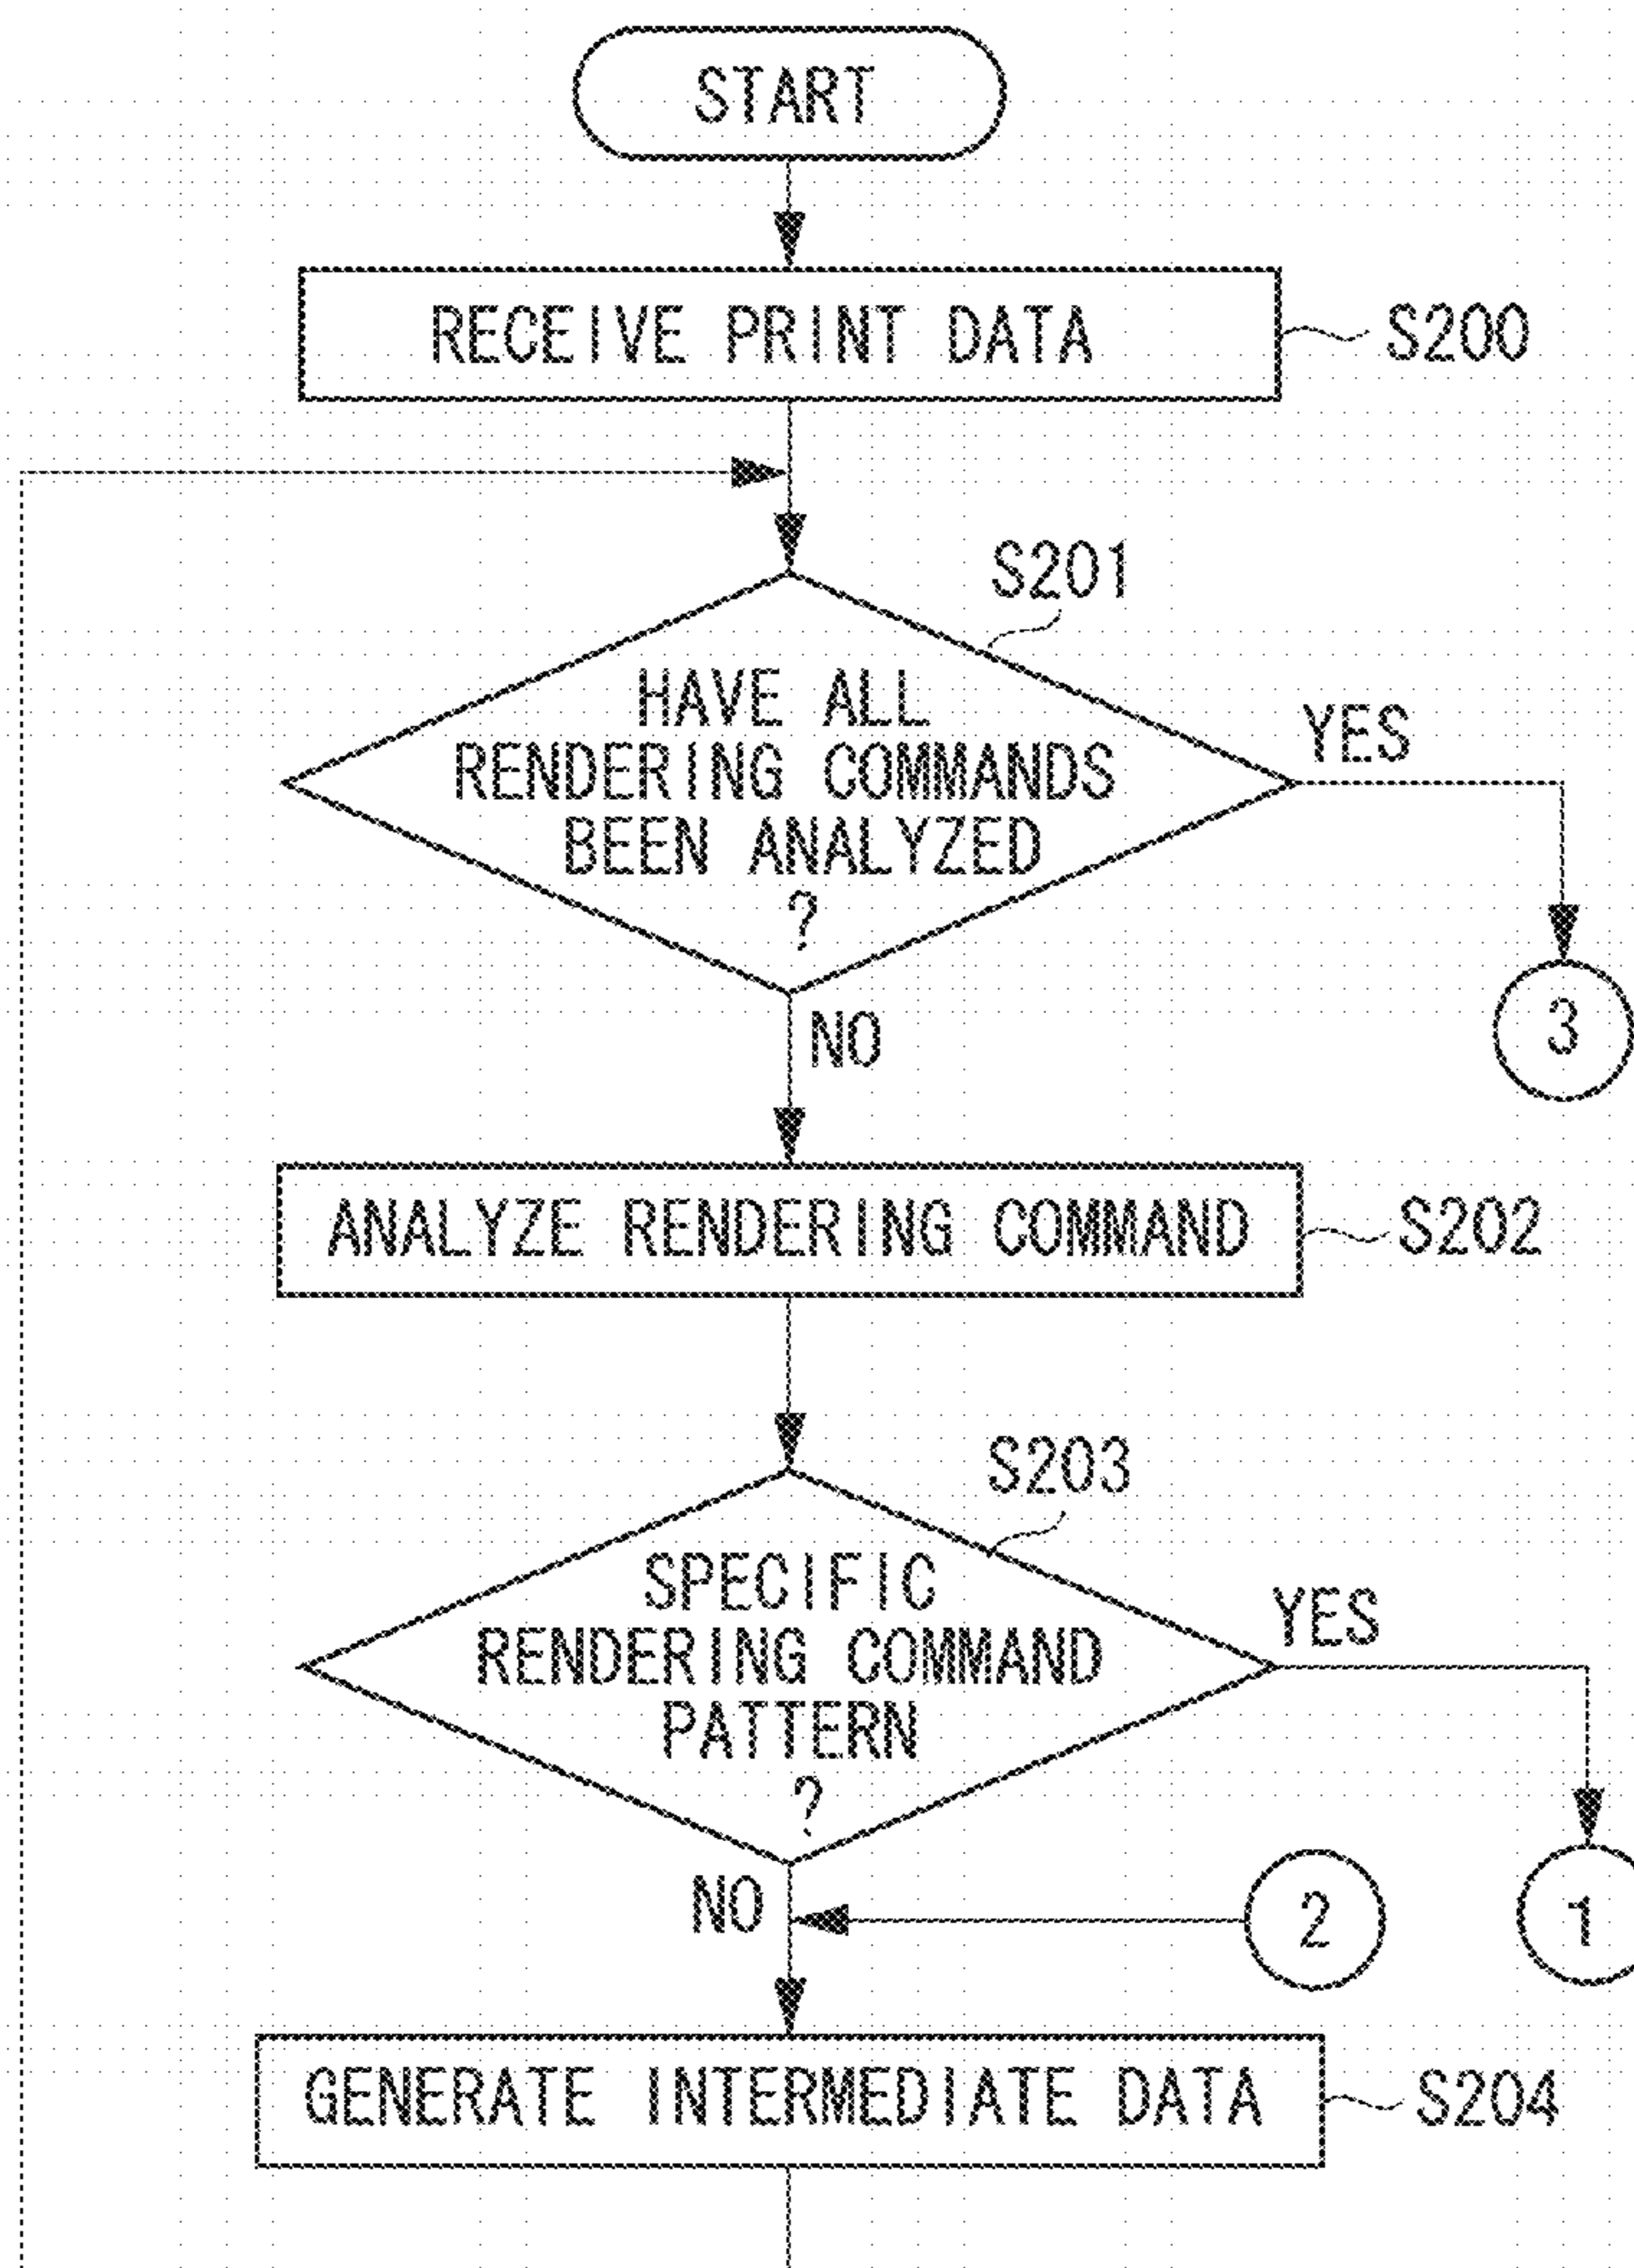 START
RECEIVE PRINT DATA
S200
S201
HAVE ALL
RENDERING COMMANDS
BEEN ANALYZED
?
YES
3
NO
ANALYZE RENDERING COMMAND
S202
S203
SPECIFIC
RENDERING COMMAND
PATTERN
?
YES
NO
2
1
GENERATE INTERMEDIATE DATA
S204